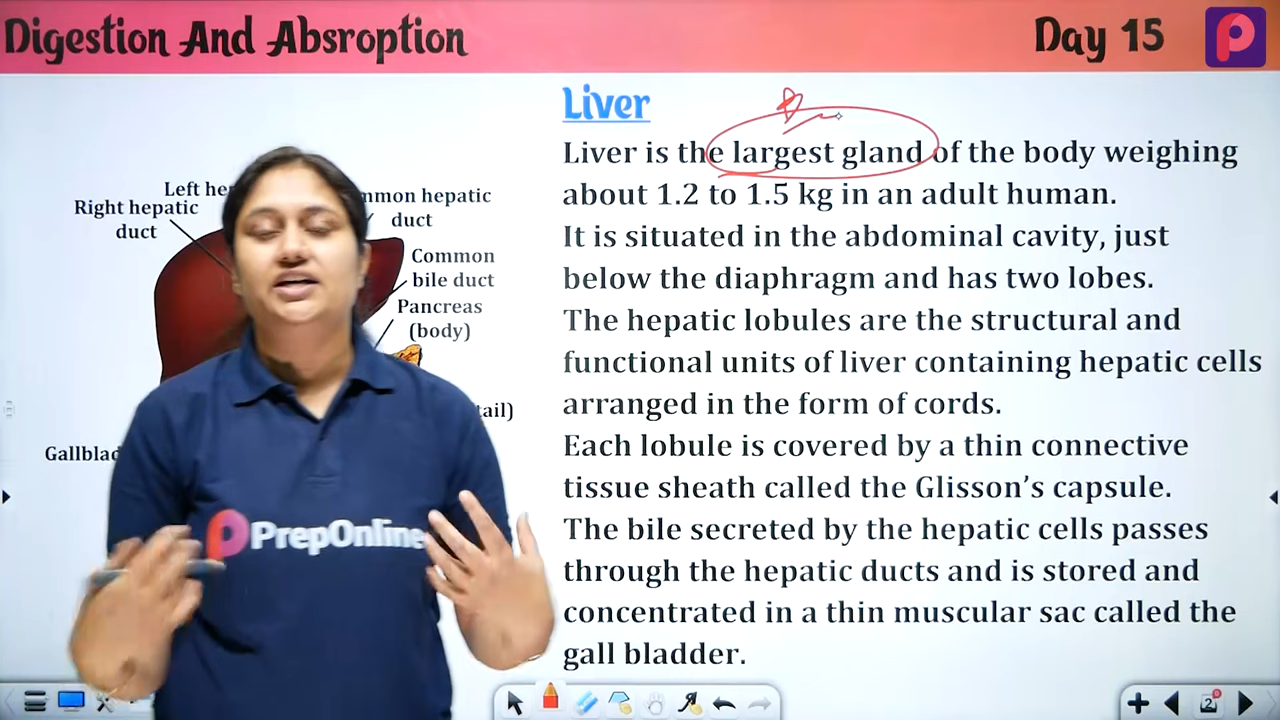 Digestion And Absroption
Day 15
Liver
Liver is the largest gland of the body weighing
about 1.2 to 1.5 kg in an adult human.
It is situated in the abdominal cavity, just
below the diaphragm and has two lobes.
The hepatic lobules are the structural and
functional units of liver containing hepatic cells
arranged in the form of cords.
Each lobule is covered by a thin connective
tissue sheath called the Glisson's capsule.
The bile secreted by the hepatic cells passes
through the hepatic ducts and is stored and
concentrated in a thin muscular sac called the
gall bladder.
Left
Right hepatic
duct
hepatic
duct
Common
bile duct
Pancreas
(body)
tail)
PrepOnline
2